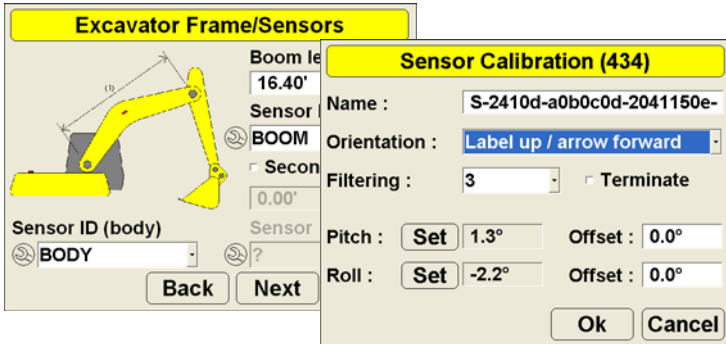 Excavator Frame/Sensors
(1)
Boom le
16.40'
Sensor
BOOM
Secon
0.00'
Sensor ID (body)
BODY
Sensor
?
Back
Next
Sensor Calibration (434)
Name :
S-2410d-a0b0c0d-2041150e-
Orientation :
Label up / arrow forward
Filtering :
3
Terminate
Pitch :
Set
1.3°
Offset :
0.0°
Roll :
Set
-2.2°
Offset :
0.0°
Ok
Cancel